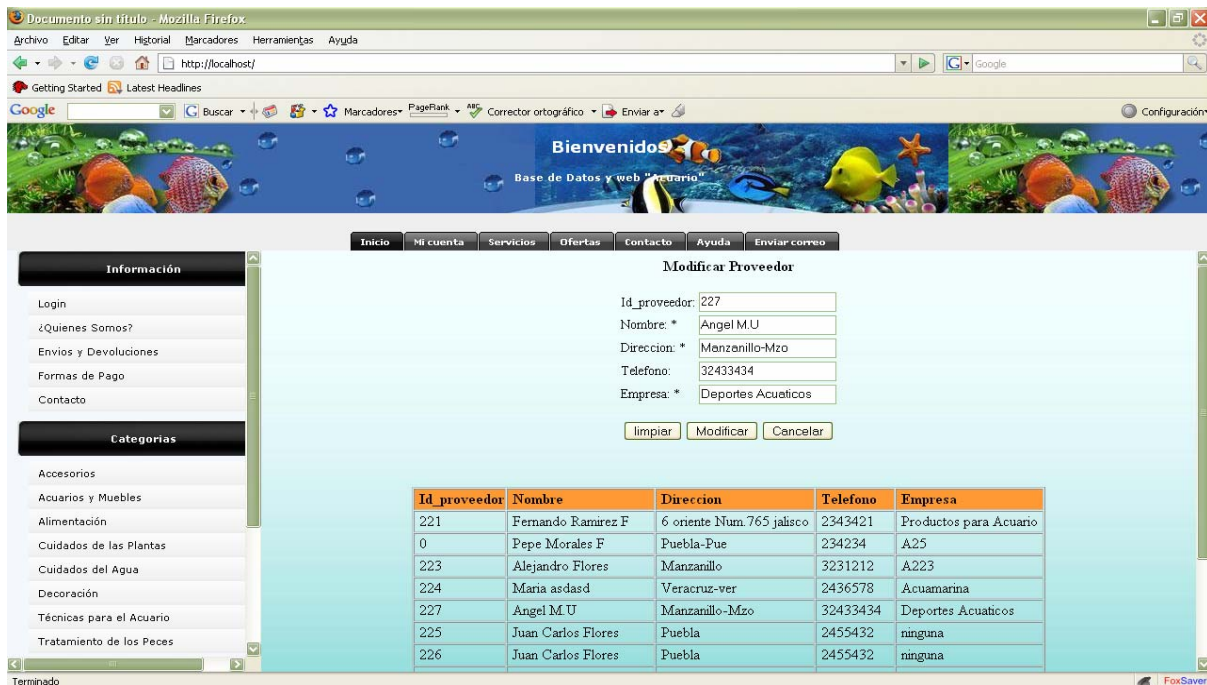 Documento sin título - Mozilla Firefox
Archivo Editar Ver Historial Marcadores Herramientas Ayuda
http://localhost/
Google
Getting Started Latest Headlines
Google Buscar Marcadores PageRank Corrector ortográfico Enviar a Configuración
Bienvenidos
Base de Datos y web "Acuario"
Inicio Mi cuenta Servicios Ofertas Contacto Ayuda Enviar correo
Información
Login
¿Quienes Somos?
Envios y Devoluciones
Formas de Pago
Contacto
Categorias
Accesorios
Acuarios y Muebles
Alimentación
Cuidados de las Plantas
Cuidados del Agua
Decoración
Técnicas para el Acuario
Tratamiento de los Peces
Modificar Proveedor
Id_proveedor: 227
Nombre: * Angel M.U
Direccion: * Manzanillo-Mzo
Telefono: 32433434
Empresa: * Deportes Acuaticos
limpiar Modificar Cancelar
Id_proveedor Nombre Direccion Telefono Empresa
221 Fernando Ramirez F 6 oriente Num.765 jalisco 2343421 Productos para Acuario
0 Pepe Morales F Puebla-Pue 234234 A25
223 Alejandro Flores Manzanillo 3231212 A223
224 Maria asdasd Veracruz-ver 2436578 Acuamarina
227 Angel M.U Manzanillo-Mzo 32433434 Deportes Acuaticos
225 Juan Carlos Flores Puebla 2455432 ninguna
226 Juan Carlos Flores Puebla 2455432 ninguna
Terminado FoxSaver